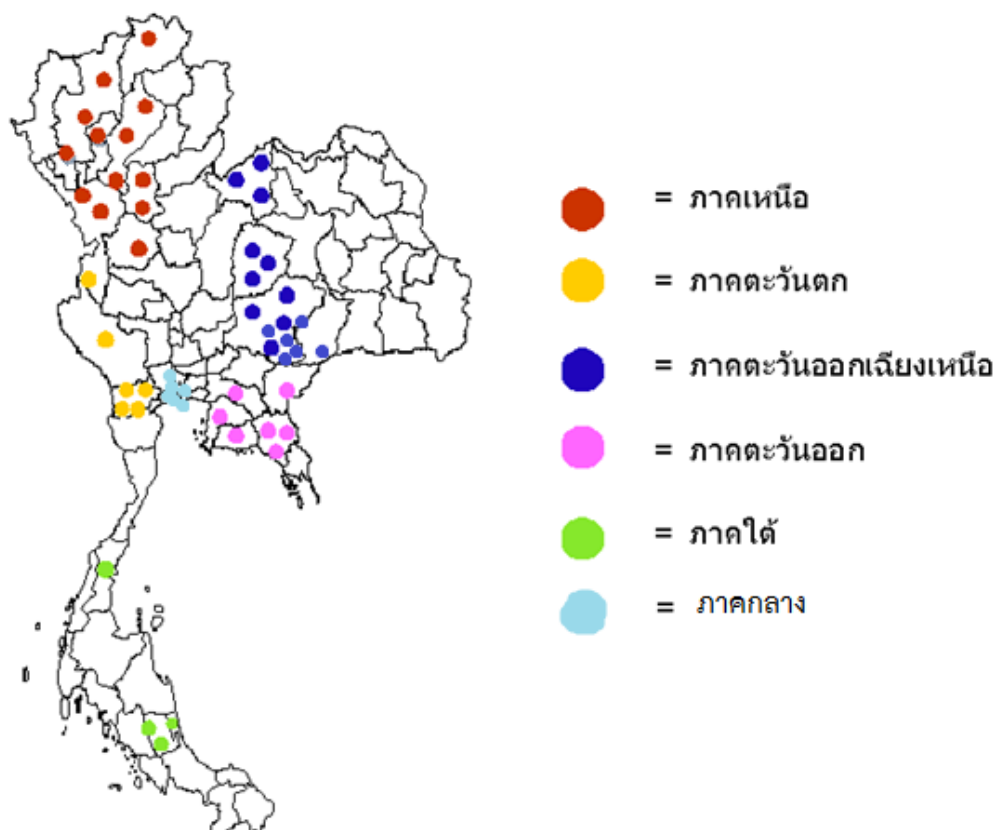 = ภาคเหนือ
= ภาคตะวันตก
= ภาคตะวันออกเฉียงเหนือ
= ภาคตะวันออก
= ภาคใต้
= ภาคกลาง